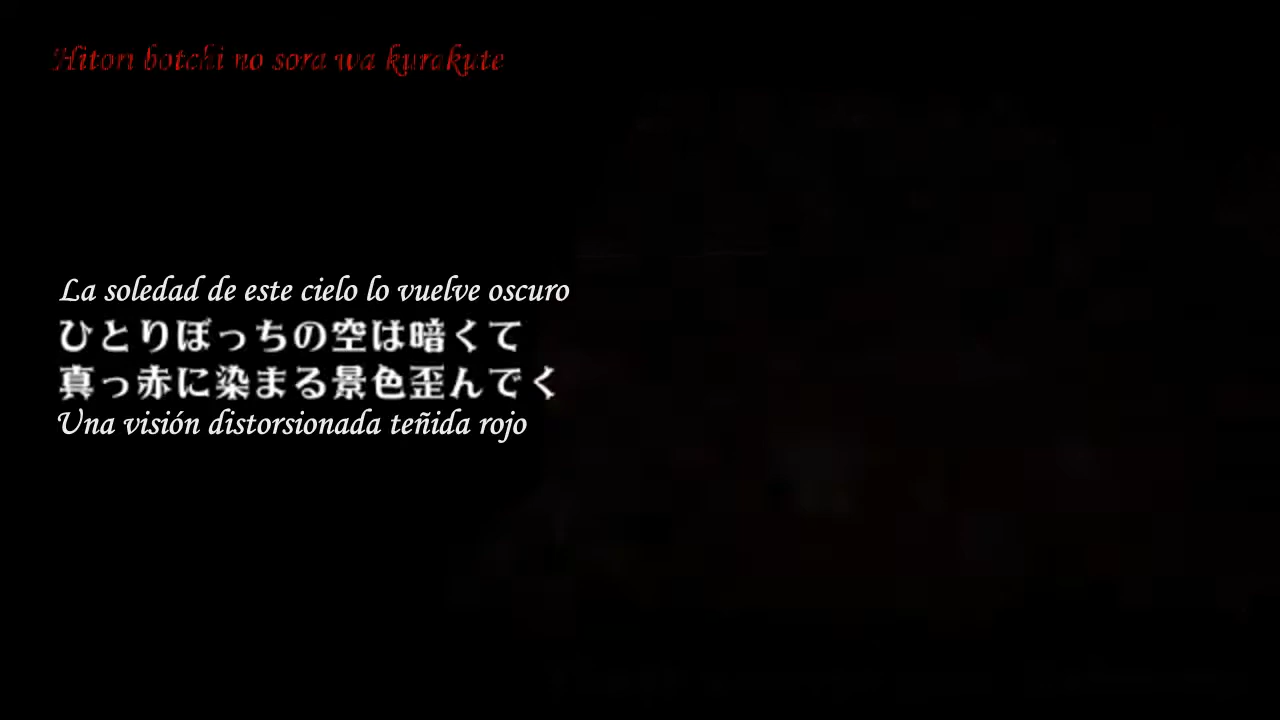 Hitori botchi no sora wa kurakute
La soledad de este cielo lo vuelve oscuro
ひとりぼっちの空は暗くて
真っ赤に染まる景色歪んでく
Una visión distorsionada teñida rojo